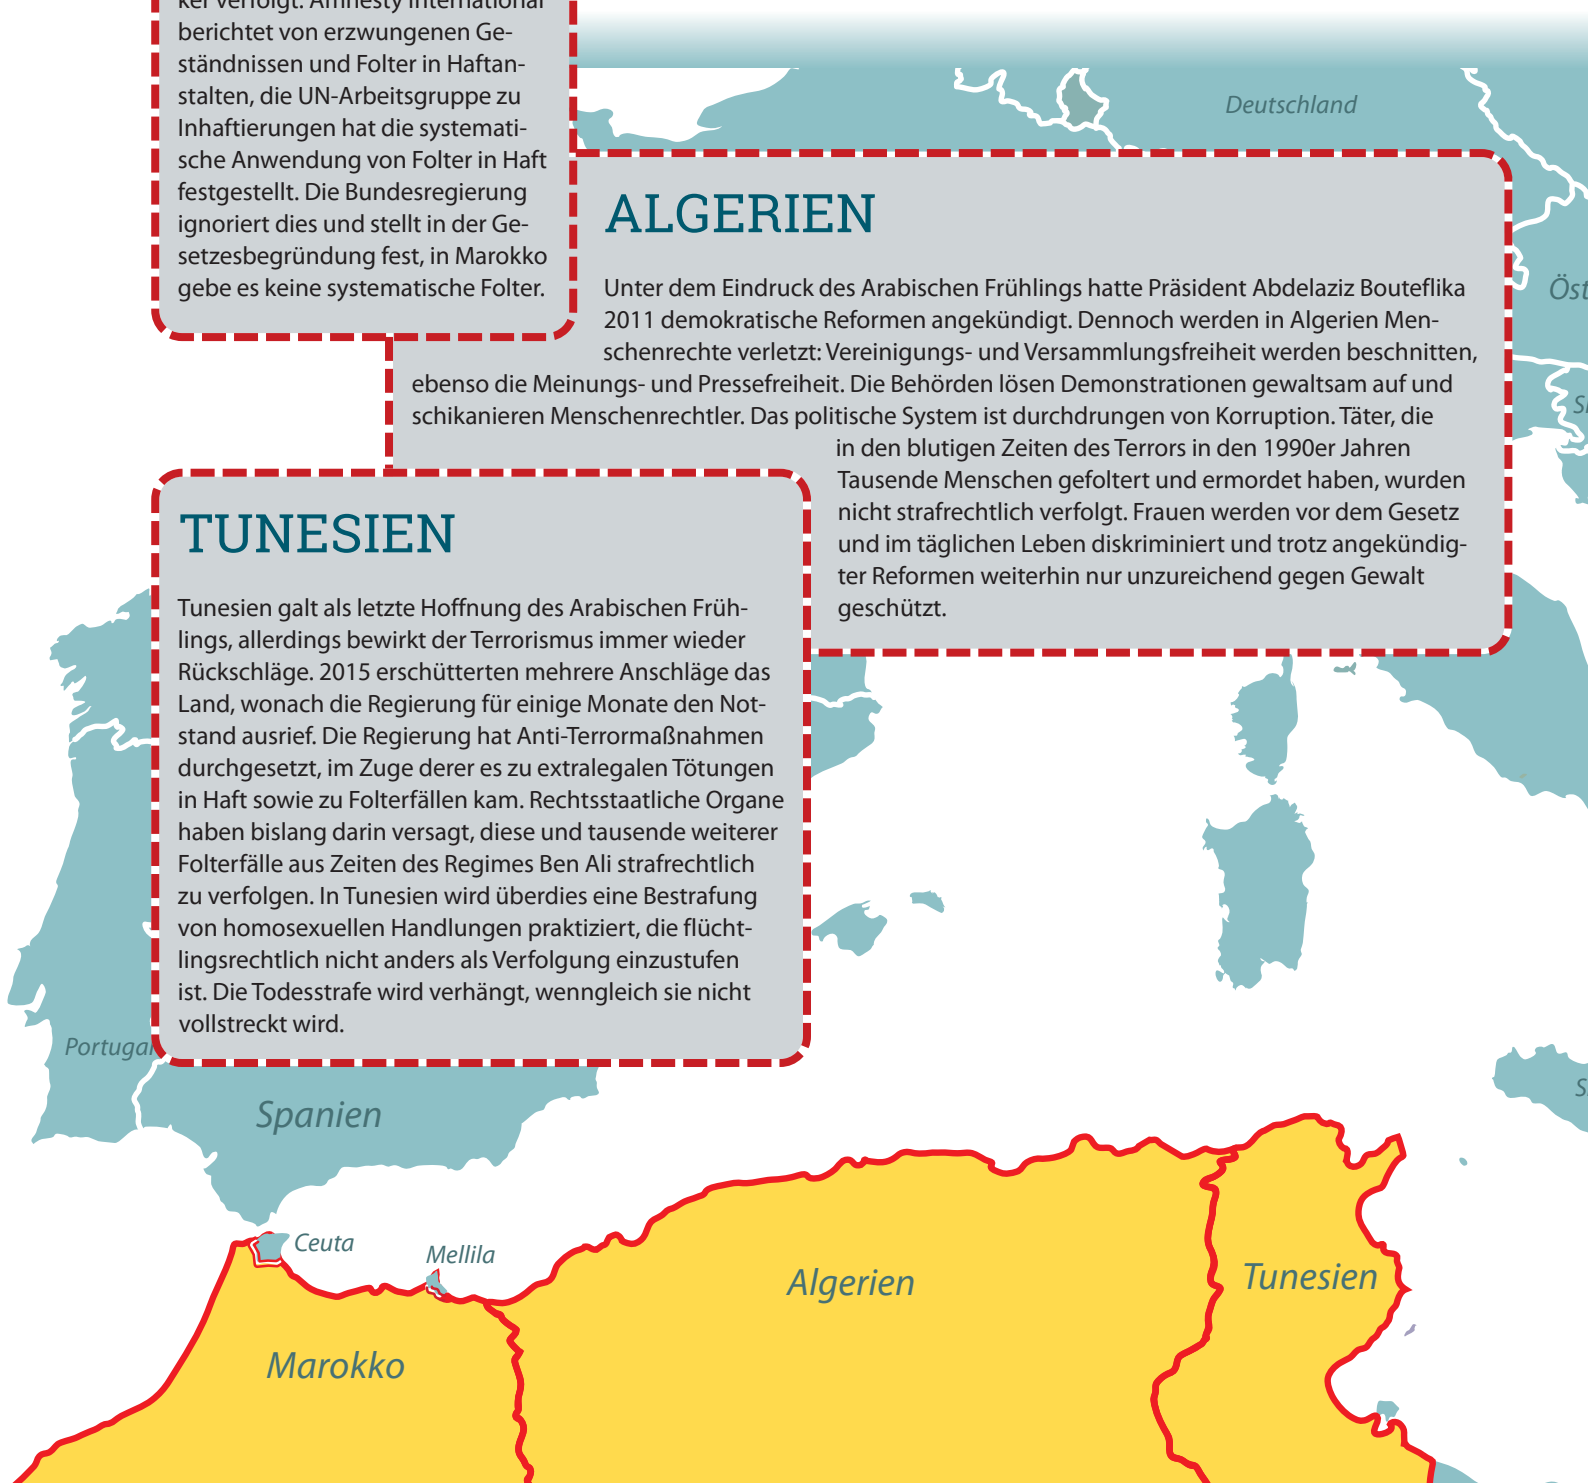 ker verfolgt. Amnesty International
berichtet von erzwungenen Ge-
ständnissen und Folter in Haftan-
stalten, die UN-Arbeitsgruppe zu
Inhaftierungen hat die systemati-
sche Anwendung von Folter in Haft
festgestellt. Die Bundesregierung
ignoriert dies und stellt in der Ge-
setzesbegründung fest, in Marokko
gebe es keine systematische Folter.
ALGERIEN
Unter dem Eindruck des Arabischen Frühlings hatte Präsident Abdelaziz Bouteflika
2011 demokratische Reformen angekündigt. Dennoch werden in Algerien Men-
schenrechte verletzt: Vereinigungs- und Versammlungsfreiheit werden beschnitten,
ebenso die Meinungs- und Pressefreiheit. Die Behörden lösen Demonstrationen gewaltsam auf und
schikanieren Menschenrechtler. Das politische System ist durchdrungen von Korruption. Täter, die
in den blutigen Zeiten des Terrors in den 1990er Jahren
Tausende Menschen gefoltert und ermordet haben, wurden
nicht strafrechtlich verfolgt. Frauen werden vor dem Gesetz
und im täglichen Leben diskriminiert und trotz angekündig-
ter Reformen weiterhin nur unzureichend gegen Gewalt
geschützt.
TUNESIEN
Tunesien galt als letzte Hoffnung des Arabischen Früh-
lings, allerdings bewirkt der Terrorismus immer wieder
Rückschläge. 2015 erschütterten mehrere Anschläge das
Land, wonach die Regierung für einige Monate den Not-
stand ausrief. Die Regierung hat Anti-Terrormaßnahmen
durchgesetzt, im Zuge derer es zu extralegalen Tötungen
in Haft sowie zu Folterfällen kam. Rechtsstaatliche Organe
haben bislang darin versagt, diese und tausende weiterer
Folterfälle aus Zeiten des Regimes Ben Ali strafrechtlich
zu verfolgen. In Tunesien wird überdies eine Bestrafung
von homosexuellen Handlungen praktiziert, die flücht-
lingsrechtlich nicht anders als Verfolgung einzustufen
ist. Die Todesstrafe wird verhängt, wenngleich sie nicht
vollstreckt wird.
Deutschland
Öst
Portugal
Spanien
Ceuta
Mellila
Algerien
Tunesien
Marokko